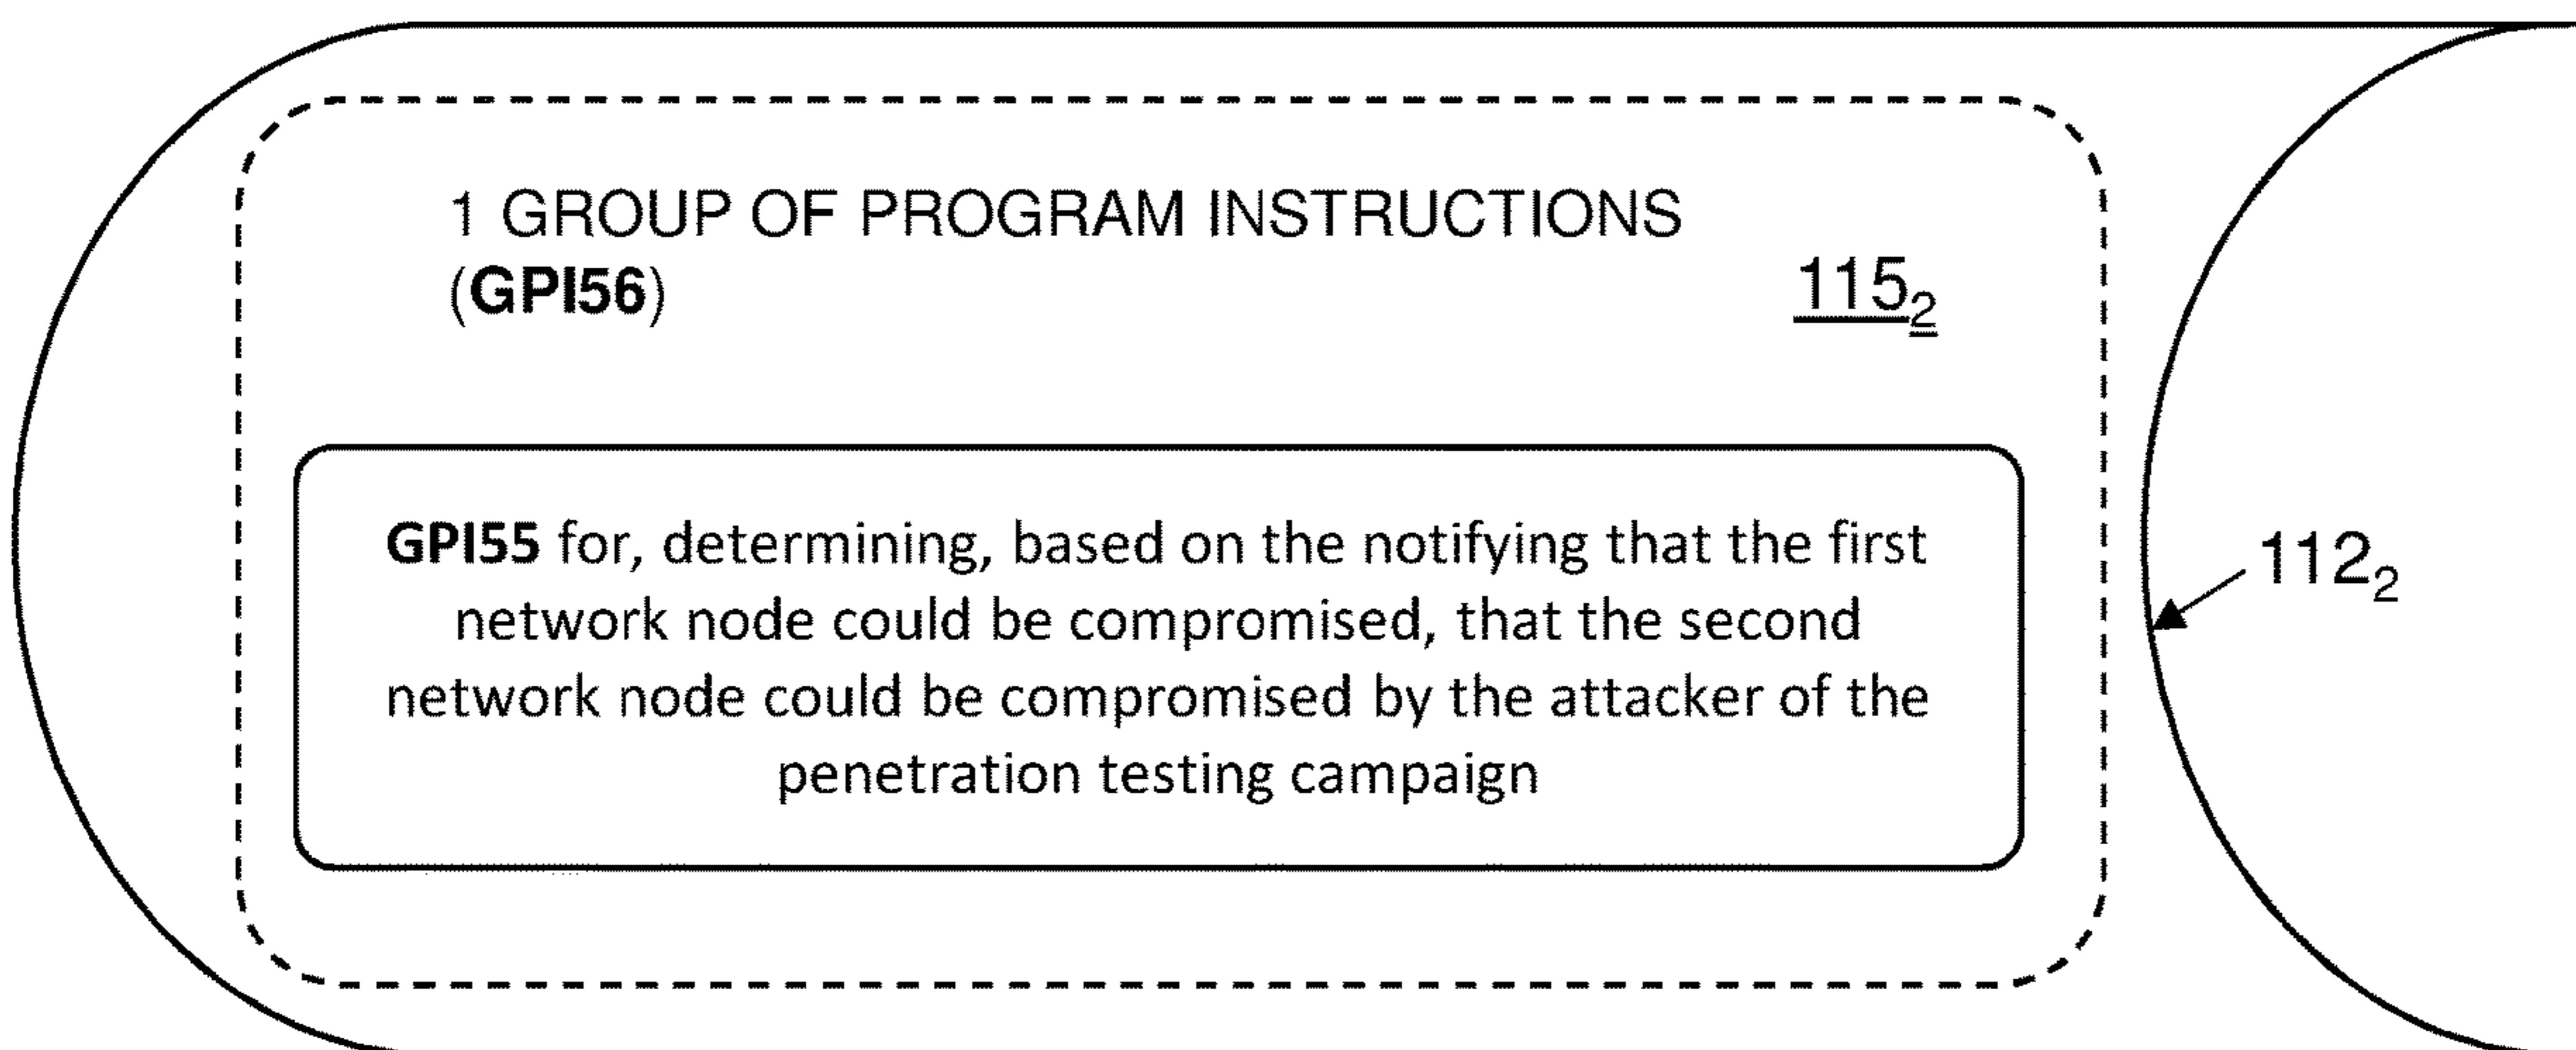 1 GROUP OF PROGRAM INSTRUCTIONS
(GPI56)
115₂
GPI55 for, determining, based on the notifying that the first
network node could be compromised, that the second
network node could be compromised by the attacker of the
penetration testing campaign
112₂